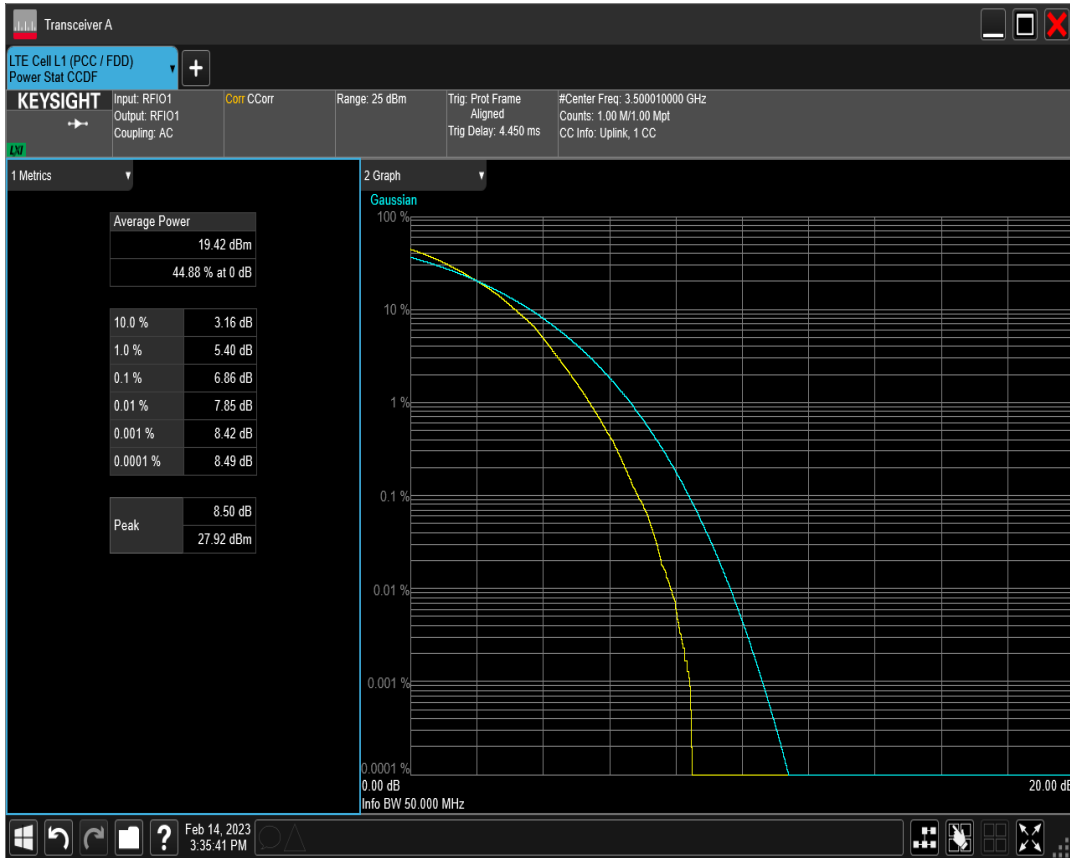 Transceiver A
LTE Cell L1 (PCC / FDD)
Power Stat CCDF
+
KEYSIGHT
LXI
Input: RFIO1
Output: RFIO1
Coupling: AC
Corr CCorr
Range: 25 dBm
Trig: Prot Frame
Aligned
Trig Delay: 4.450 ms
#Center Freq: 3.500010000 GHz
Counts: 1.00 M/1.00 Mpt
CC Info: Uplink, 1 CC
1 Metrics
Average Power
19.42 dBm
44.88 % at 0 dB
10.0 % 3.16 dB
1.0 % 5.40 dB
0.1 % 6.86 dB
0.01 % 7.85 dB
0.001 % 8.42 dB
0.0001 % 8.49 dB
Peak
8.50 dB
27.92 dBm
2 Graph
Gaussian
100 %
10 %
1 %
0.1 %
0.01 %
0.001 %
0.0001 %
0.00 dB 20.00 dB
Info BW 50.000 MHz
?
Feb 14, 2023
3:35:41 PM